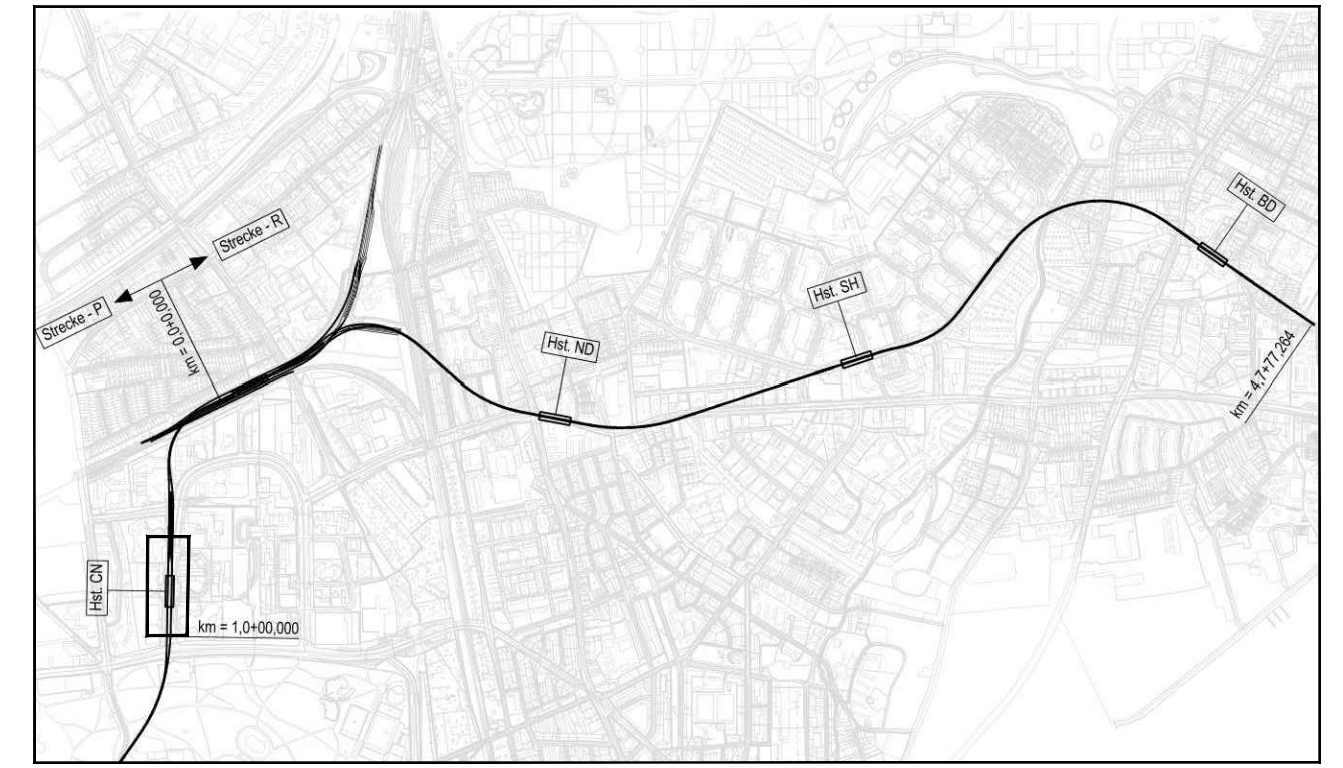 Hst. BD
Strecke - R
Strecke - P
km = 0,0+00,000
Hst. SH
Hst. ND
km = 4,7+77,264
Hst. CN
km = 1,0+00,000